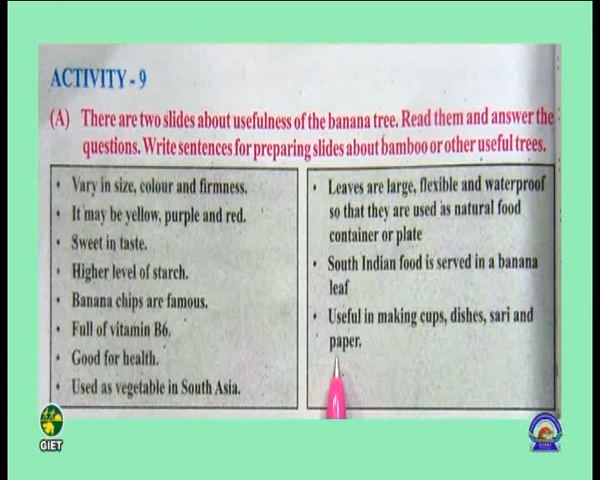 ACTIVITY - 9
(A) There are two slides about usefulness of the banana tree. Read them and answer the
questions. Write sentences for preparing slides about bamboo or other useful trees.
• Vary in size, colour and firmness.
• It may be yellow, purple and red.
• Sweet in taste.
• Higher level of starch.
• Banana chips are famous.
• Full of vitamin B6.
• Good for health.
• Used as vegetable in South Asia.
• Leaves are large, flexible and waterproof
so that they are used as natural food
container or plate
• South Indian food is served in a banana
leaf
• Useful in making cups, dishes, sari and
paper.
GIET